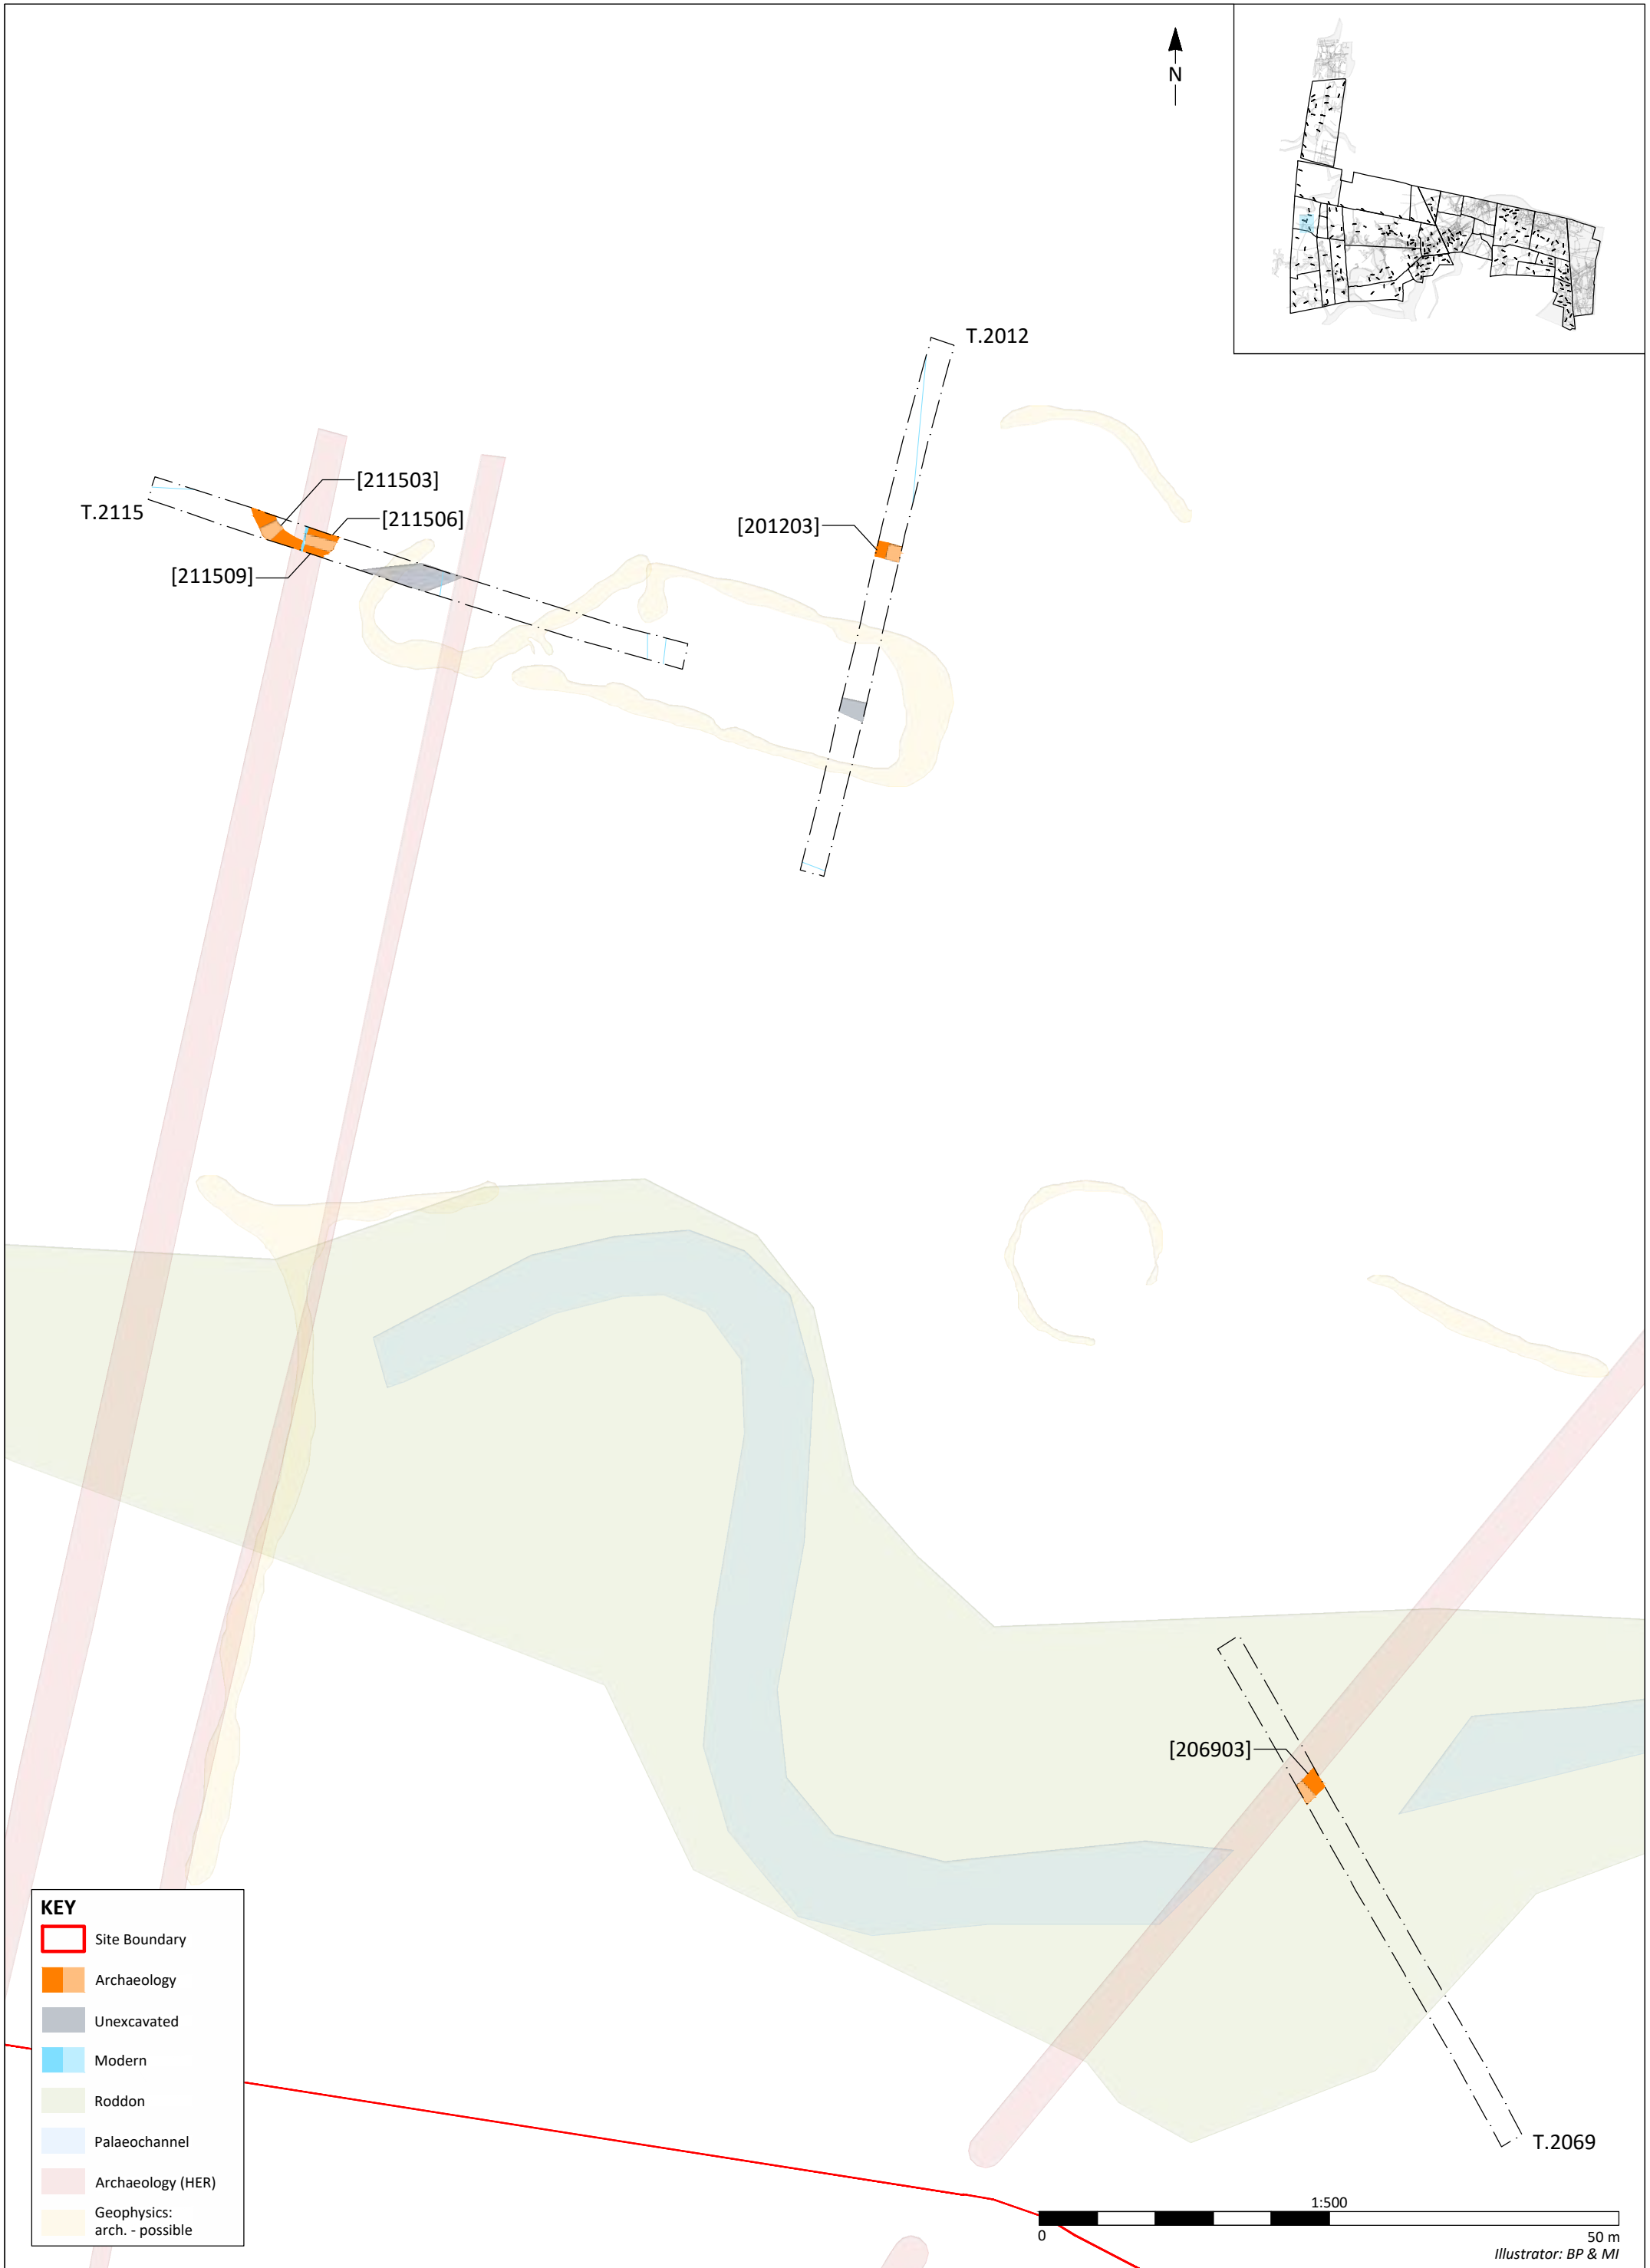 N
T.2012
[211503]
T.2115
[211506]
[201203]
[211509]
[206903]
KEY
Site Boundary
Archaeology
Unexcavated
Modern
Roddon
Palaeochannel
Archaeology (HER)
Geophysics:
arch. - possible
T.2069
1:500
0
50 m
Illustrator: BP & MI